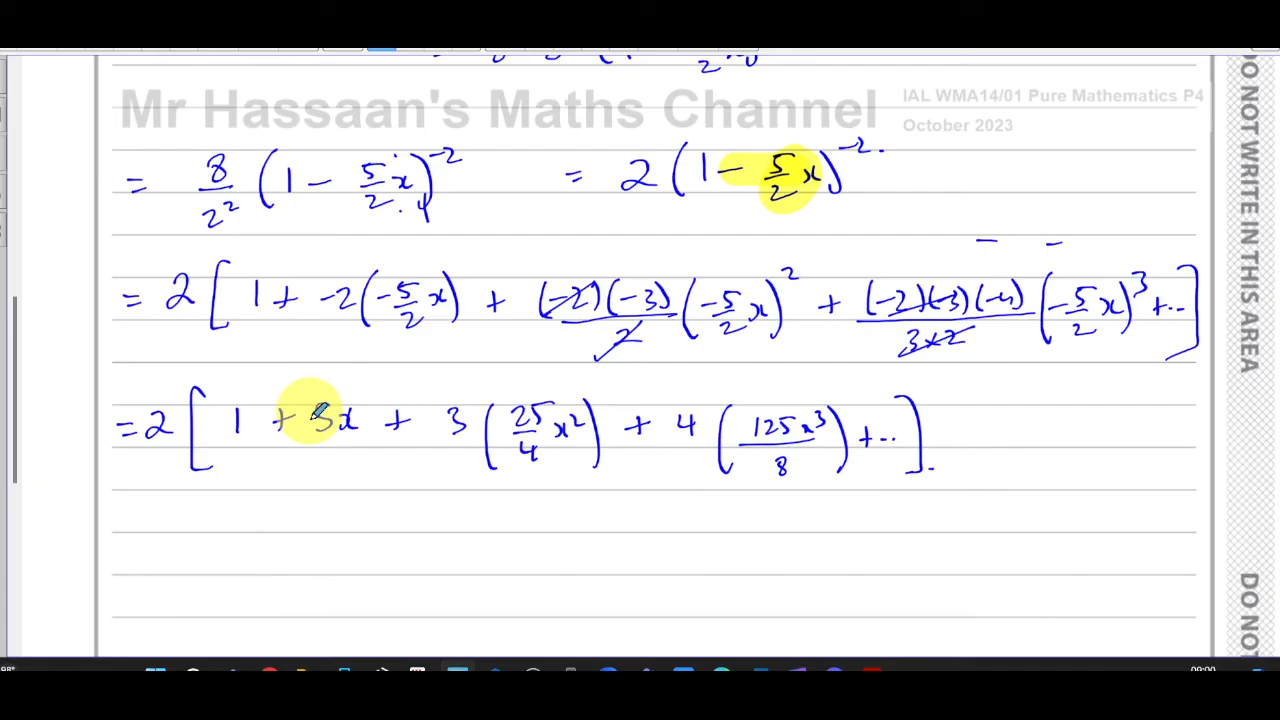 Mr Hassaan's Maths Channel
IAL WMA14/01 Pure Mathematics P4
October 2023
= 8/2² (1 - 5/2 x)⁻² = 2 (1 - 5/2 x)⁻²
= 2 [ 1 + -2(-5/2 x) + (-2)(-3)/2 (-5/2 x)² + (-2)(-3)(-4)/3×2 (-5/2 x)³ + ... ]
= 2 [ 1 + 5x + 3 (25/4 x²) + 4 (125x³/8) + ... ].
DO NOT WRITE IN THIS AREA
DO NO